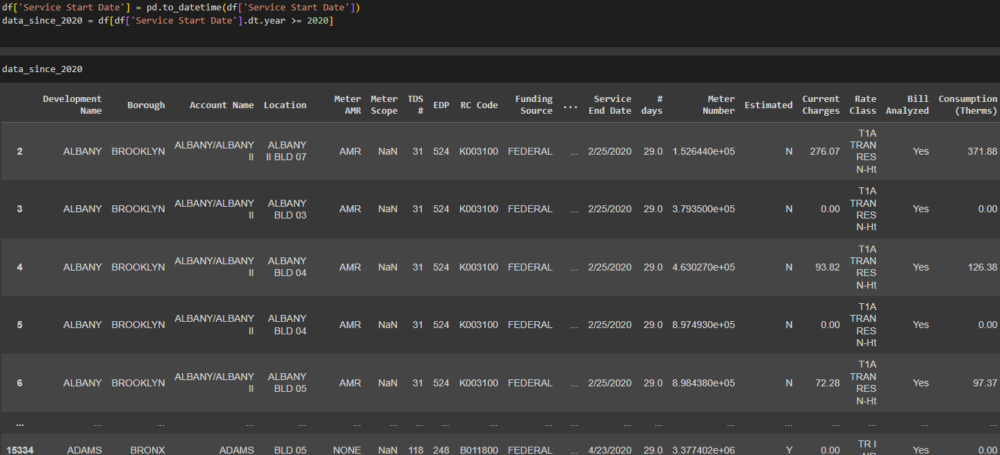 df['Service Start Date'] = pd.to_datetime(df['Service Start Date'])
data_since_2020 = df[df['Service Start Date'].dt.year >= 2020]
data_since_2020
Development Name Borough Account Name Location Meter AMR Meter Scope TDS # EDP RC Code Funding Source ... Service End Date # days Meter Number Estimated Current Charges Rate Class Bill Analyzed Consumption (Therms)
2 ALBANY BROOKLYN ALBANY/ALBANY II ALBANY II BLD 07 AMR NaN 31 524 K003100 FEDERAL ... 2/25/2020 29.0 1.526440e+05 N 276.07 T1A TRAN RES N-Ht Yes 371.88
3 ALBANY BROOKLYN ALBANY/ALBANY II ALBANY BLD 03 AMR NaN 31 524 K003100 FEDERAL ... 2/25/2020 29.0 3.793500e+05 N 0.00 T1A TRAN RES N-Ht Yes 0.00
4 ALBANY BROOKLYN ALBANY/ALBANY II ALBANY BLD 04 AMR NaN 31 524 K003100 FEDERAL ... 2/25/2020 29.0 4.630270e+05 N 93.82 T1A TRAN RES N-Ht Yes 126.38
5 ALBANY BROOKLYN ALBANY/ALBANY II ALBANY BLD 04 AMR NaN 31 524 K003100 FEDERAL ... 2/25/2020 29.0 8.974930e+05 N 0.00 T1A TRAN RES N-Ht Yes 0.00
6 ALBANY BROOKLYN ALBANY/ALBANY II ALBANY BLD 05 AMR NaN 31 524 K003100 FEDERAL ... 2/25/2020 29.0 8.984380e+05 N 72.28 T1A TRAN RES N-Ht Yes 97.37
... ... ... ... ... ... ... ... ... ... ... ... ... ... ... ... ... ... ... ...
15334 ADAMS BRONX ADAMS BLD 05 NONE NaN 118 248 B011800 FEDERAL ... 4/23/2020 29.0 3.377402e+06 Y 0.00 TR I Yes 0.00